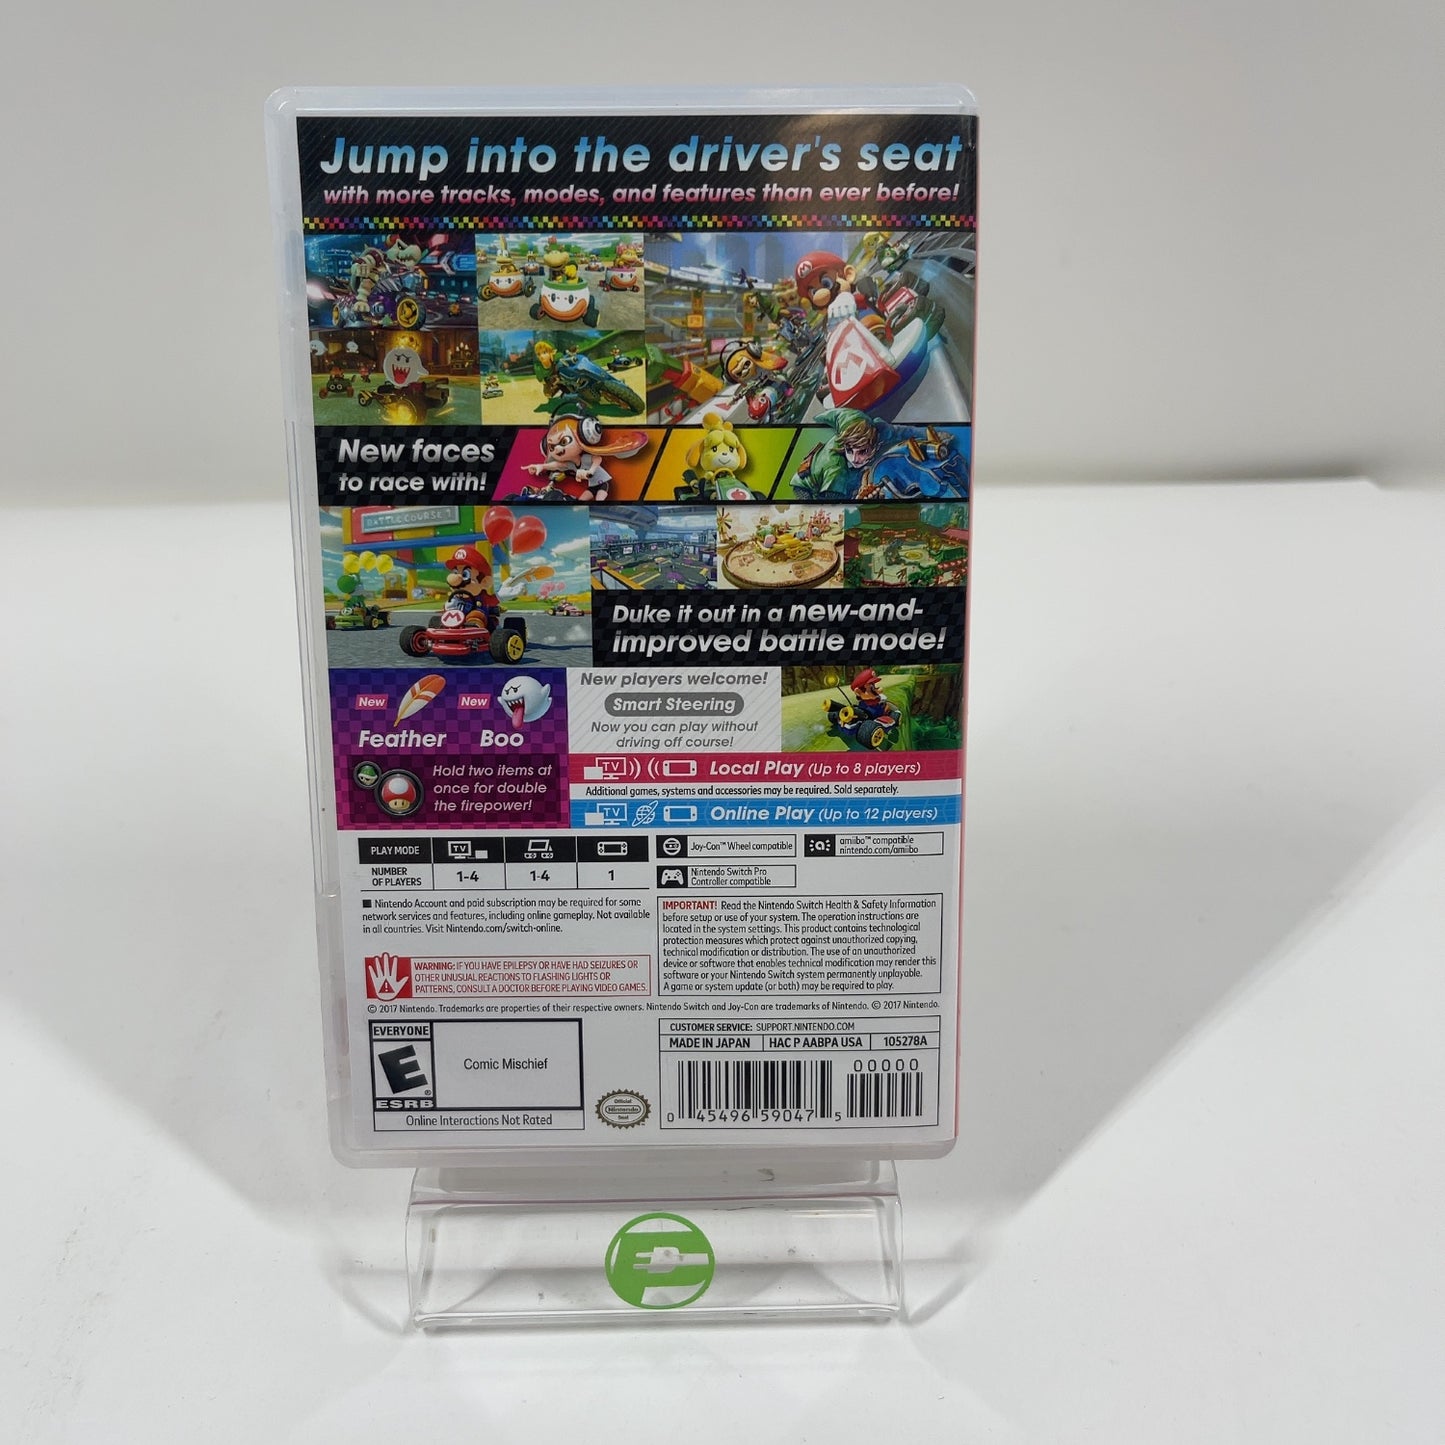 Jump into the driver's seat
with more tracks, modes, and features than ever before!
New faces
to race with!
BATTLE COURSE 1
Duke it out in a new-and-
improved battle mode!
New
Feather
New
Boo
Hold two items at
once for double
the firepower!
New players welcome!
Smart Steering
Now you can play without
driving off course!
TV Local Play (Up to 8 players)
Additional games, systems and accessories may be required. Sold separately.
TV Online Play (Up to 12 players)
PLAY MODE TV
NUMBER
OF PLAYERS
1-4 1-4 1
Joy-Con™ Wheel compatible
amiibo™ compatible
nintendo.com/amiibo
Nintendo Switch Pro
Controller compatible
Nintendo Account and paid subscription may be required for some
network services and features, including online gameplay. Not available
in all countries. Visit Nintendo.com/switch-online.
WARNING: IF YOU HAVE EPILEPSY OR HAVE HAD SEIZURES OR
OTHER UNUSUAL REACTIONS TO FLASHING LIGHTS OR
PATTERNS, CONSULT A DOCTOR BEFORE PLAYING VIDEO GAMES.
IMPORTANT! Read the Nintendo Switch Health & Safety Information
before setup or use of your system. The operation instructions are
located in the system settings. This product contains technological
protection measures which protect against unauthorized copying,
technical modification or distribution. The use of an unauthorized
device or software that enables technical modification may render this
software or your Nintendo Switch system permanently unplayable.
A game or system update (or both) may be required to play.
© 2017 Nintendo. Trademarks are properties of their respective owners. Nintendo Switch and Joy-Con are trademarks of Nintendo. © 2017 Nintendo.
EVERYONE
E
ESRB
Comic Mischief
Online Interactions Not Rated
Official
Nintendo
Seal
CUSTOMER SERVICE: SUPPORT.NINTENDO.COM
MADE IN JAPAN HAC P AABPA USA 105278A
00000
0 45496 59047 5